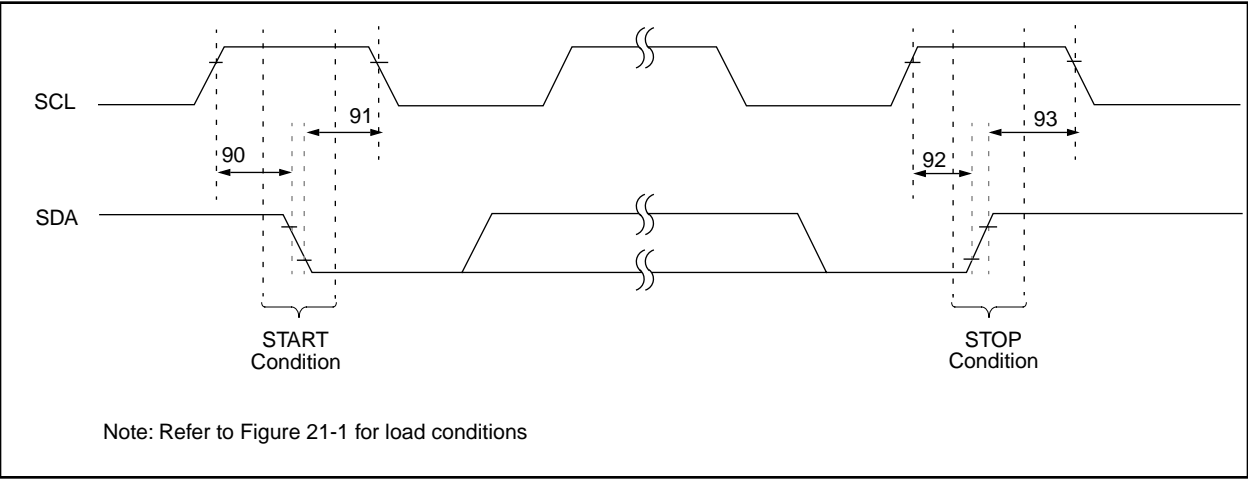 SCL
91
93
90
92
SDA
START
Condition
STOP
Condition
Note: Refer to Figure 21-1 for load conditions